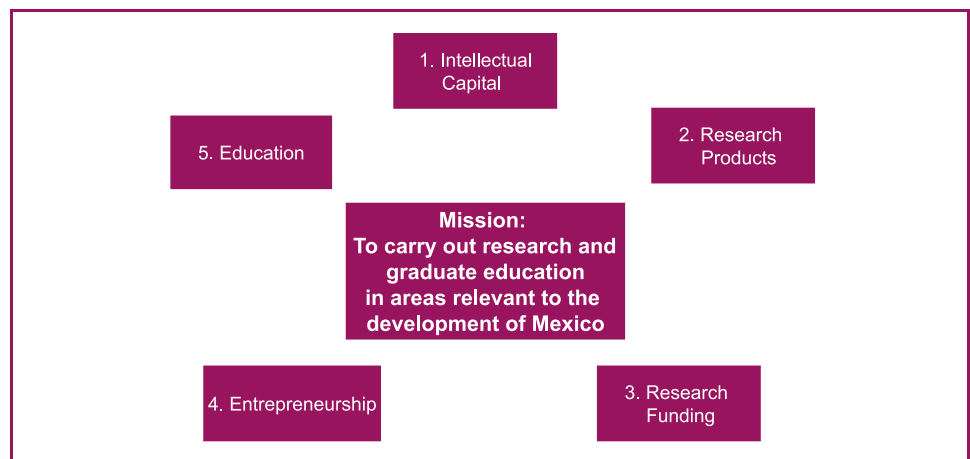 1. Intellectual
Capital
2. Research
Products
5. Education
Mission:
To carry out research and
graduate education
in areas relevant to the
development of Mexico
4. Entrepreneurship
3. Research
Funding